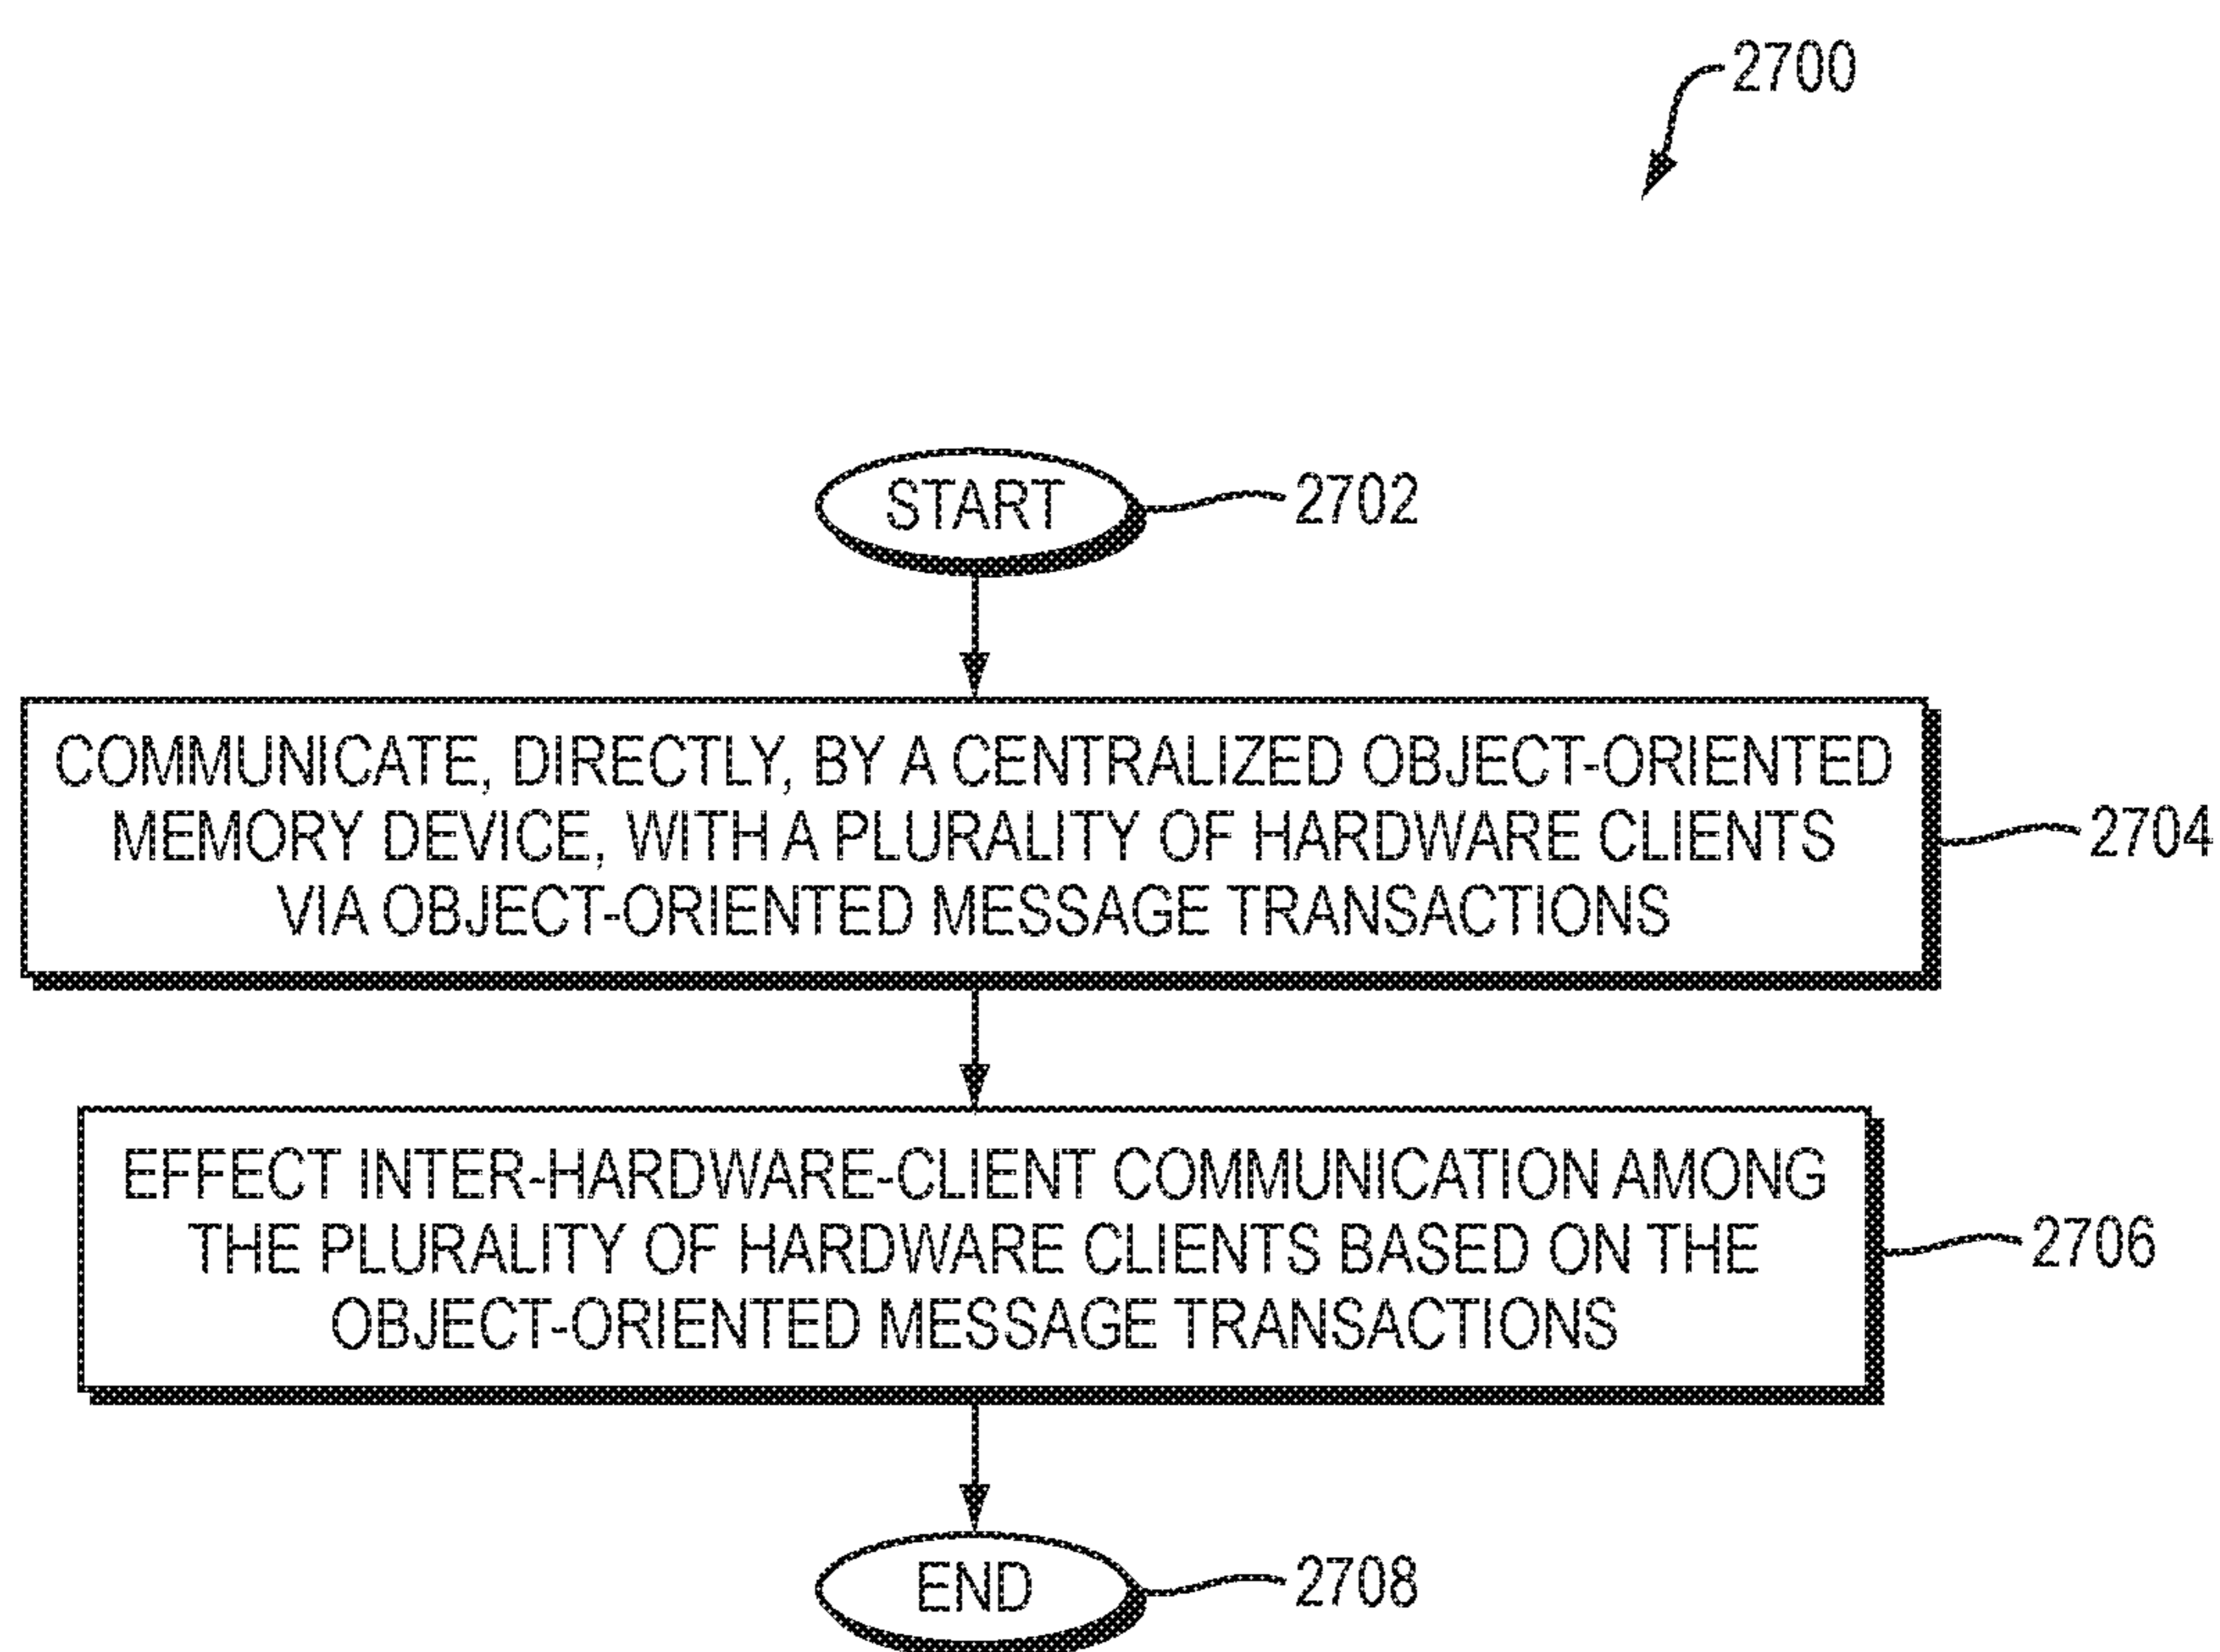 2700
START
2702
COMMUNICATE, DIRECTLY, BY A CENTRALIZED OBJECT-ORIENTED
MEMORY DEVICE, WITH A PLURALITY OF HARDWARE CLIENTS
VIA OBJECT-ORIENTED MESSAGE TRANSACTIONS
2704
EFFECT INTER-HARDWARE-CLIENT COMMUNICATION AMONG
THE PLURALITY OF HARDWARE CLIENTS BASED ON THE
OBJECT-ORIENTED MESSAGE TRANSACTIONS
2706
END
2708